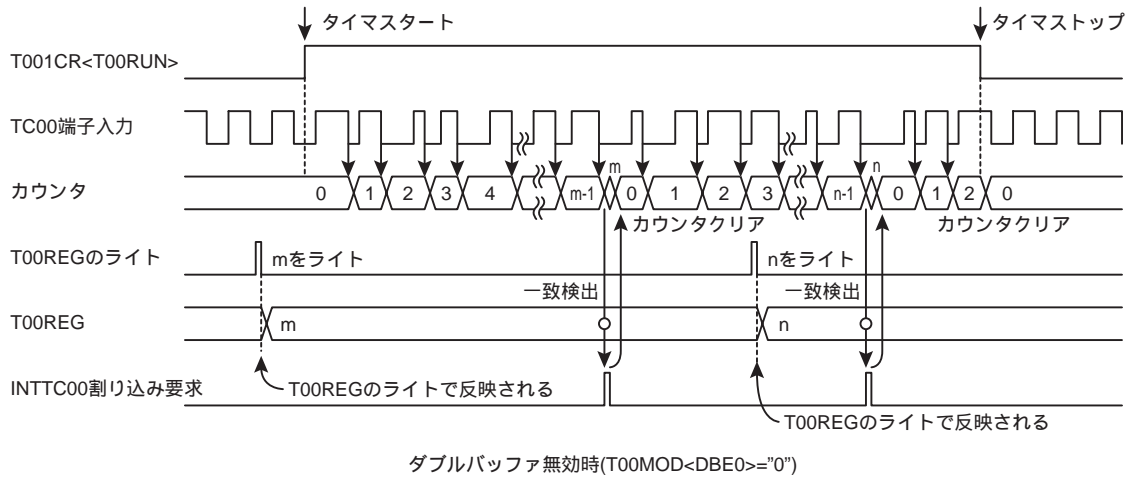 タイマスタート
タイマストップ
T001CR<T00RUN>
TC00端子入力
カウンタ
0 1 2 3 4 m-1 m 0 1 2 3 n-1 n 0 1 2 0
カウンタクリア
カウンタクリア
T00REGのライト
mをライト
nをライト
一致検出
一致検出
T00REG
m
n
INTTC00割り込み要求
T00REGのライトで反映される
T00REGのライトで反映される
ダブルバッファ無効時(T00MOD<DBE0>=”0”)